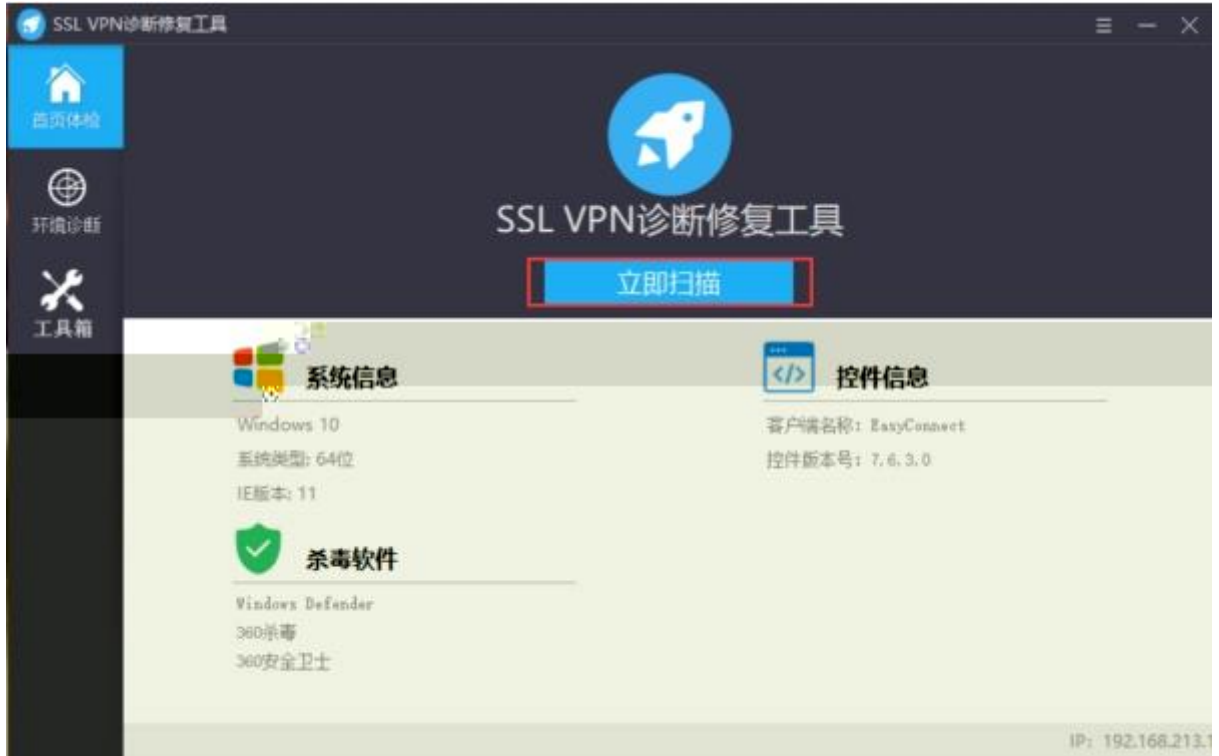 SSL VPN诊断修复工具
首页体检
环境诊断
工具箱
SSL VPN诊断修复工具
立即扫描
系统信息
Windows 10
系统类型: 64位
IE版本: 11
控件信息
客户端名称: EasyConnect
控件版本号: 7.6.3.0
杀毒软件
Windows Defender
360杀毒
360安全卫士
IP: 192.168.213.1